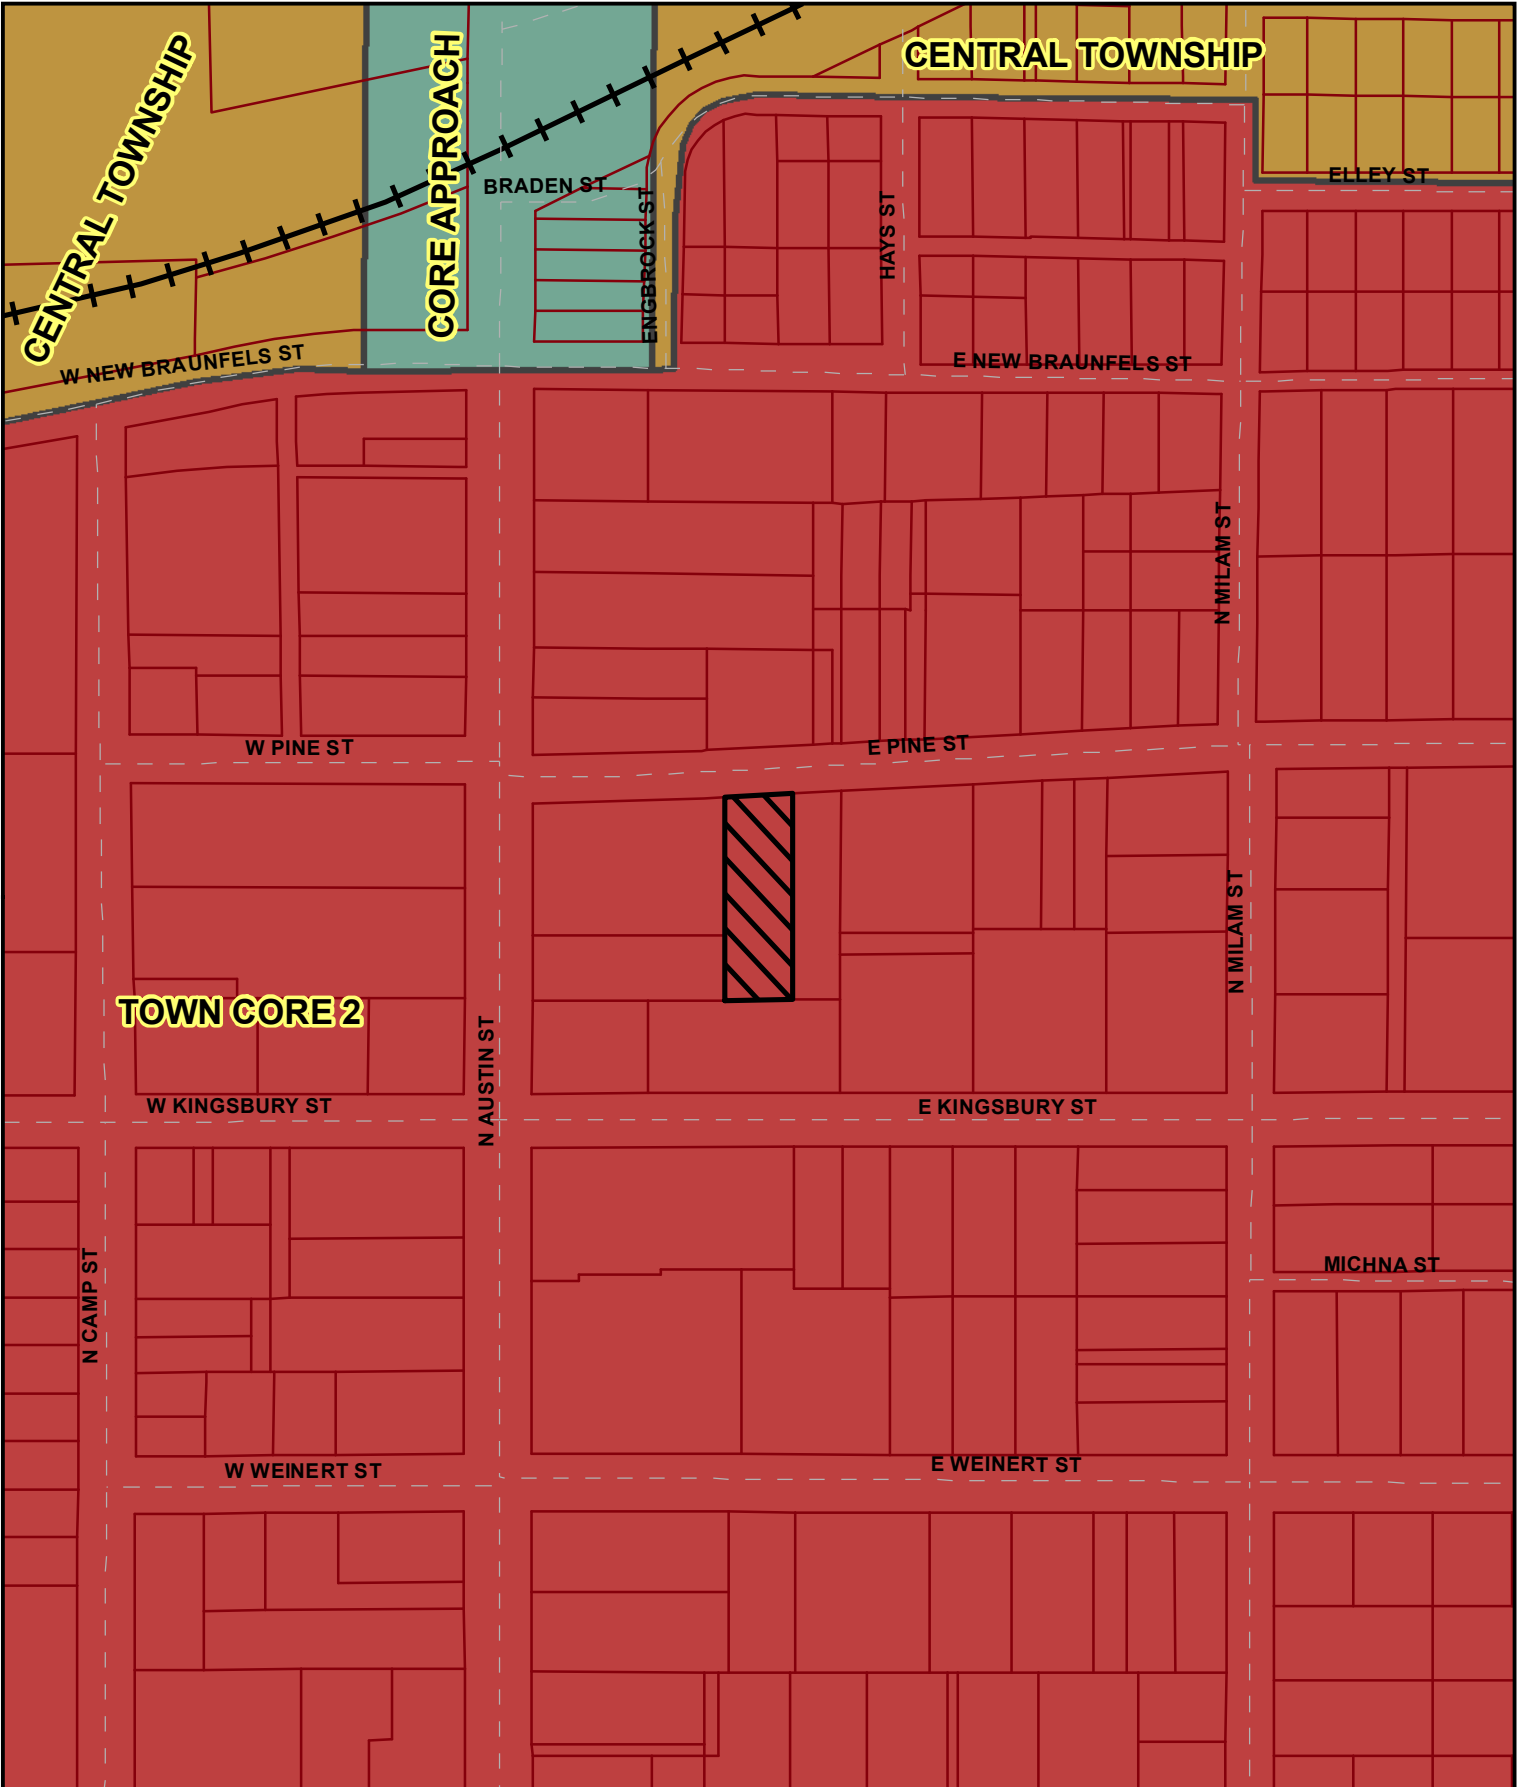 CENTRAL TOWNSHIP
CORE APPROACH
CENTRAL TOWNSHIP
BRADEN ST
ELLEY ST
ENGBROCK ST
HAYS ST
W NEW BRAUNFELS ST
E NEW BRAUNFELS ST
N MILAM ST
W PINE ST
E PINE ST
N MILAM ST
TOWN CORE 2
N AUSTIN ST
W KINGSBURY ST
E KINGSBURY ST
N CAMP ST
MICHNA ST
W WEINERT ST
E WEINERT ST